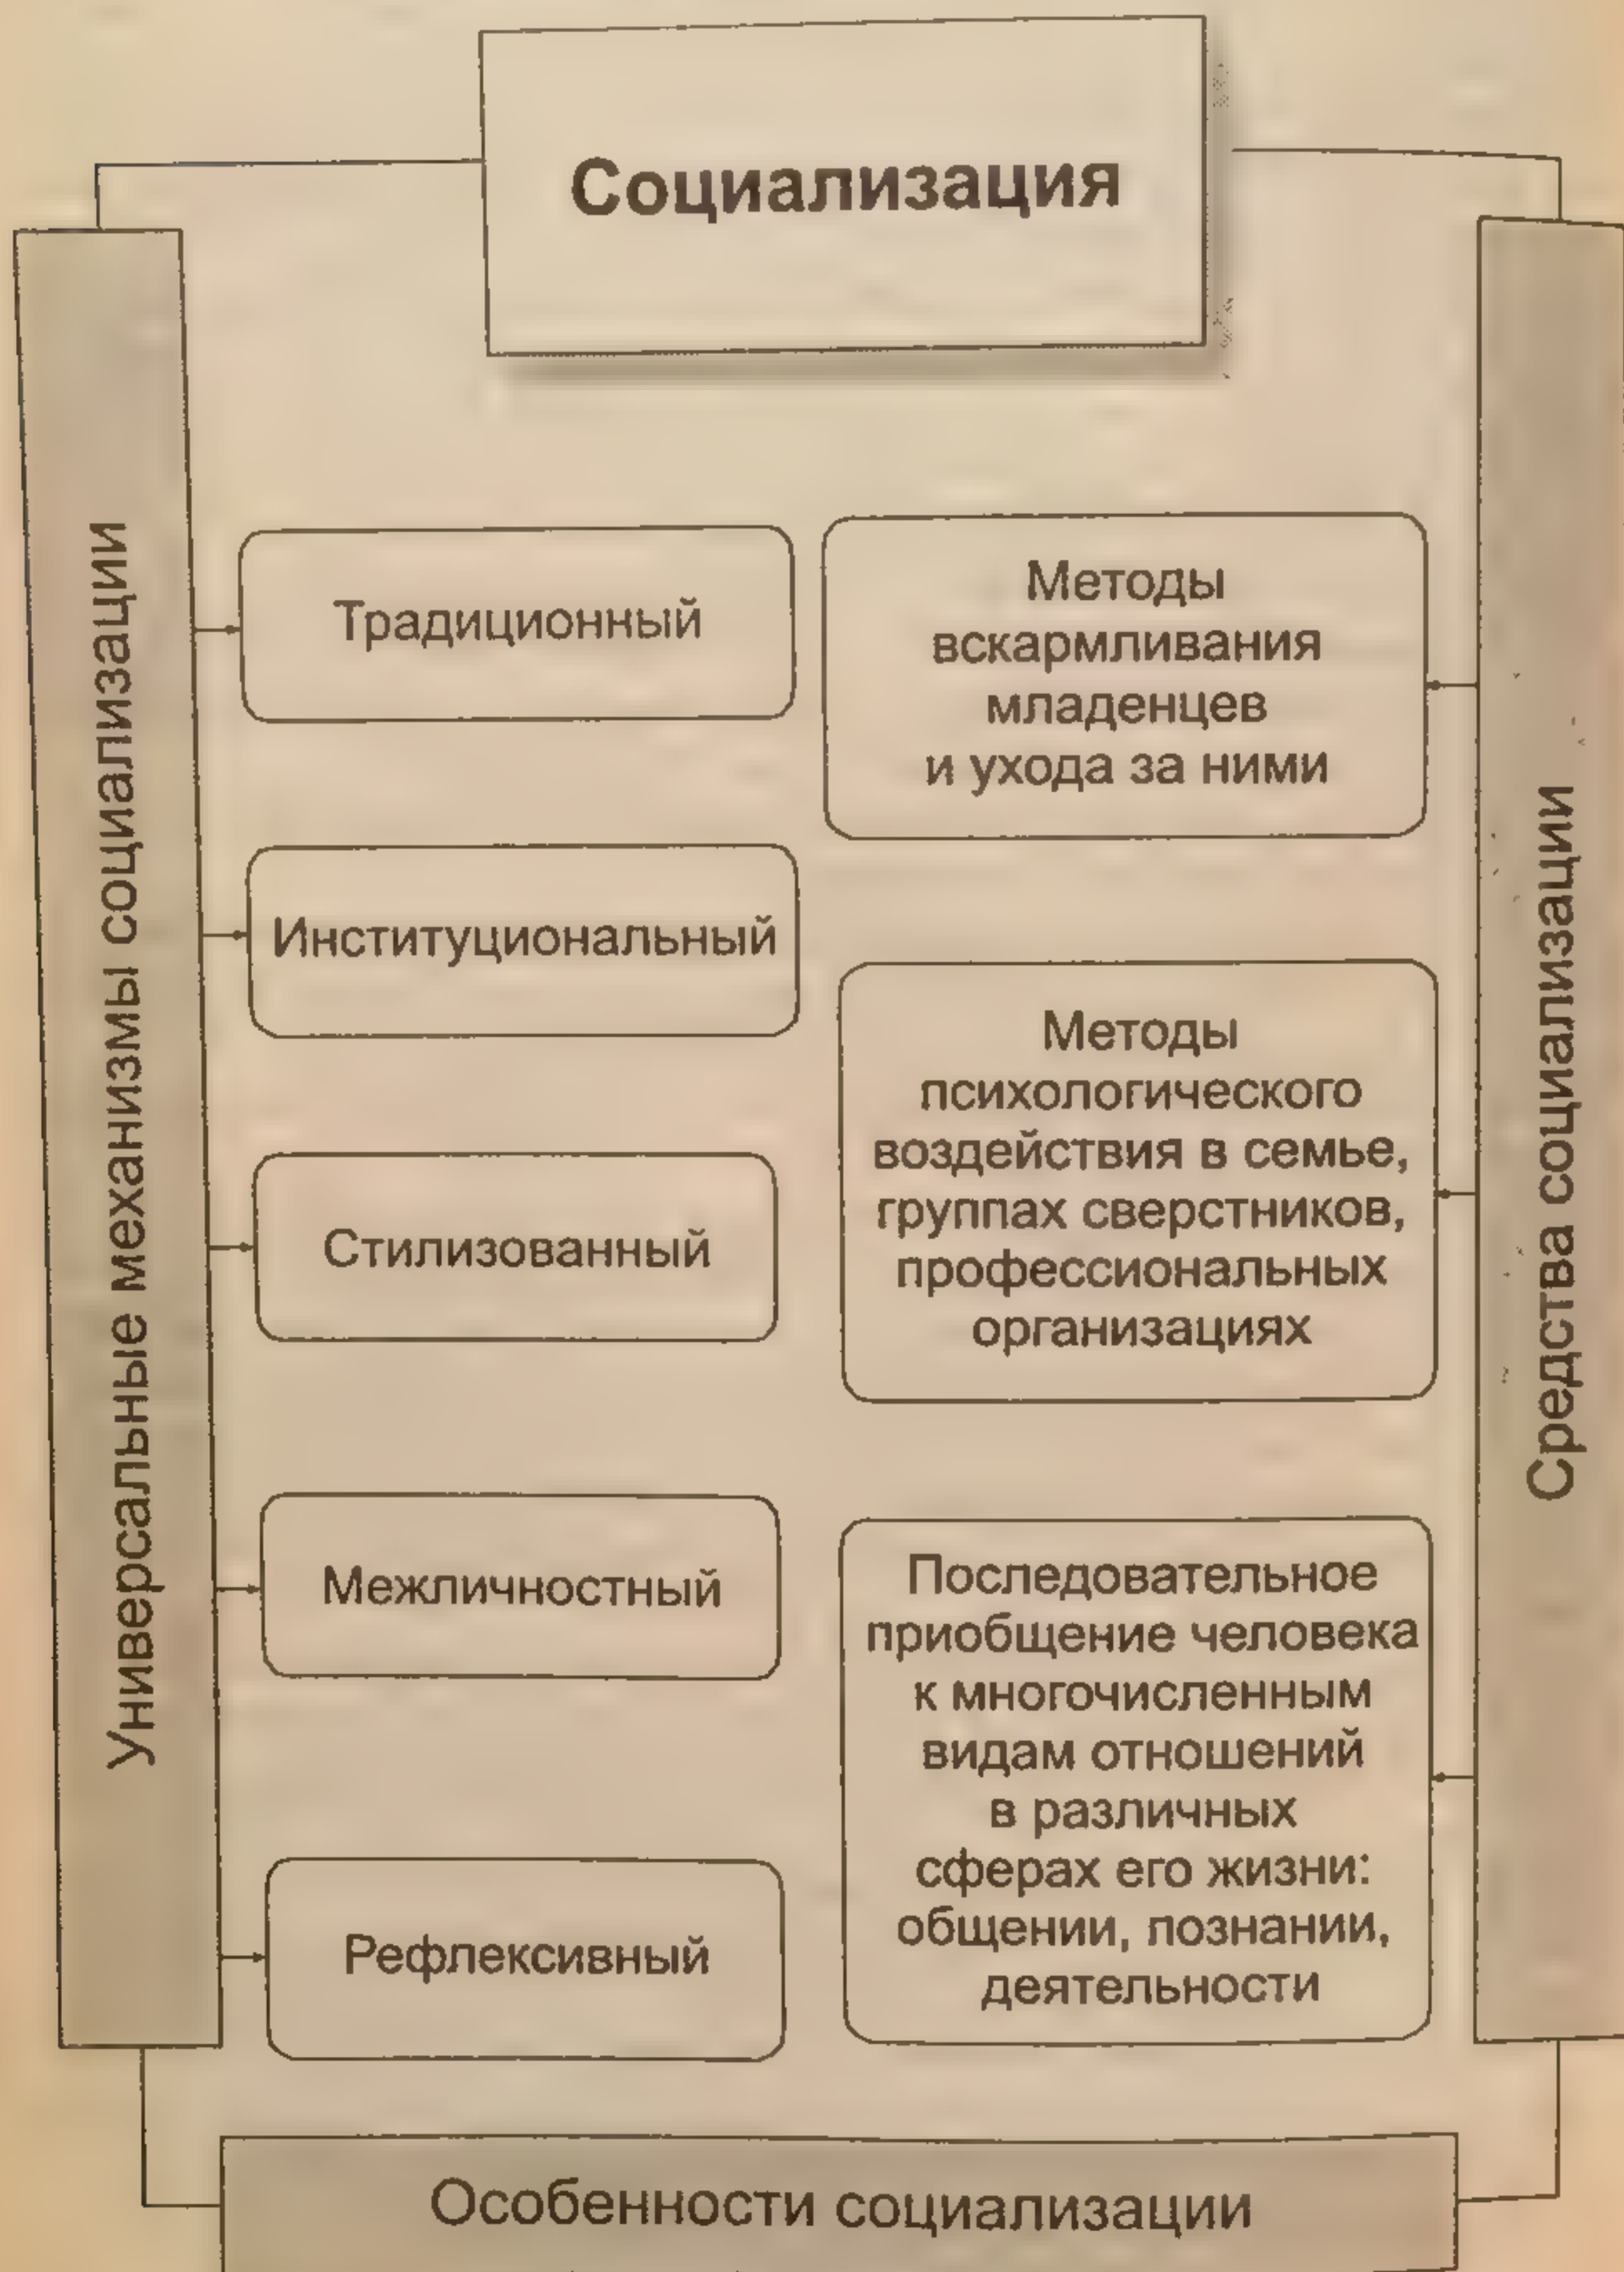 Социализация
Универсальные механизмы социализации
Традиционный
Институциональный
Стилизованный
Межличностный
Рефлексивный
Методы
вскармливания
младенцев
и ухода за ними
Методы
психологического
воздействия в семье,
группах сверстников,
профессиональных
организациях
Последовательное
приобщение человека
к многочисленным
видам отношений
в различных
сферах его жизни:
общении, познании,
деятельности
Средства социализации
Особенности социализации